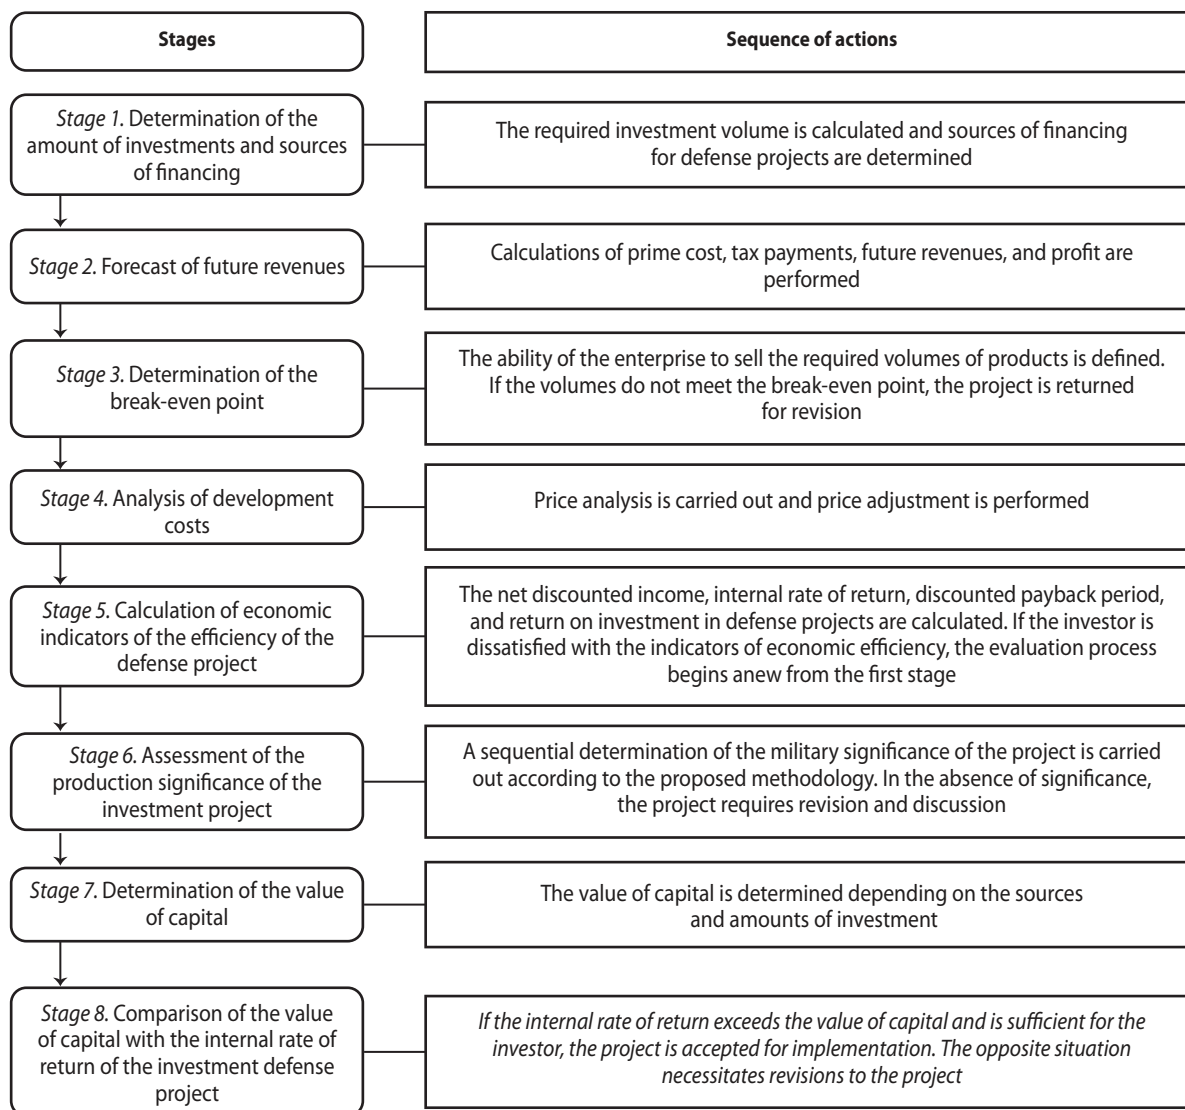 Stages
Sequence of actions
Stage 1. Determination of the
amount of investments and sources
of financing
The required investment volume is calculated and sources of financing
for defense projects are determined
Stage 2. Forecast of future revenues
Calculations of prime cost, tax payments, future revenues, and profit are
performed
Stage 3. Determination of the
break-even point
The ability of the enterprise to sell the required volumes of products is defined.
If the volumes do not meet the break-even point, the project is returned
for revision
Stage 4. Analysis of development
costs
Price analysis is carried out and price adjustment is performed
Stage 5. Calculation of economic
indicators of the efficiency of the
defense project
The net discounted income, internal rate of return, discounted payback period,
and return on investment in defense projects are calculated. If the investor is
dissatisfied with the indicators of economic efficiency, the evaluation process
begins anew from the first stage
Stage 6. Assessment of the
production significance of the
investment project
A sequential determination of the military significance of the project is carried
out according to the proposed methodology. In the absence of significance,
the project requires revision and discussion
Stage 7. Determination of the value
of capital
The value of capital is determined depending on the sources
and amounts of investment
Stage 8. Comparison of the value
of capital with the internal rate of
return of the investment defense
project
If the internal rate of return exceeds the value of capital and is sufficient for the
investor, the project is accepted for implementation. The opposite situation
necessitates revisions to the project